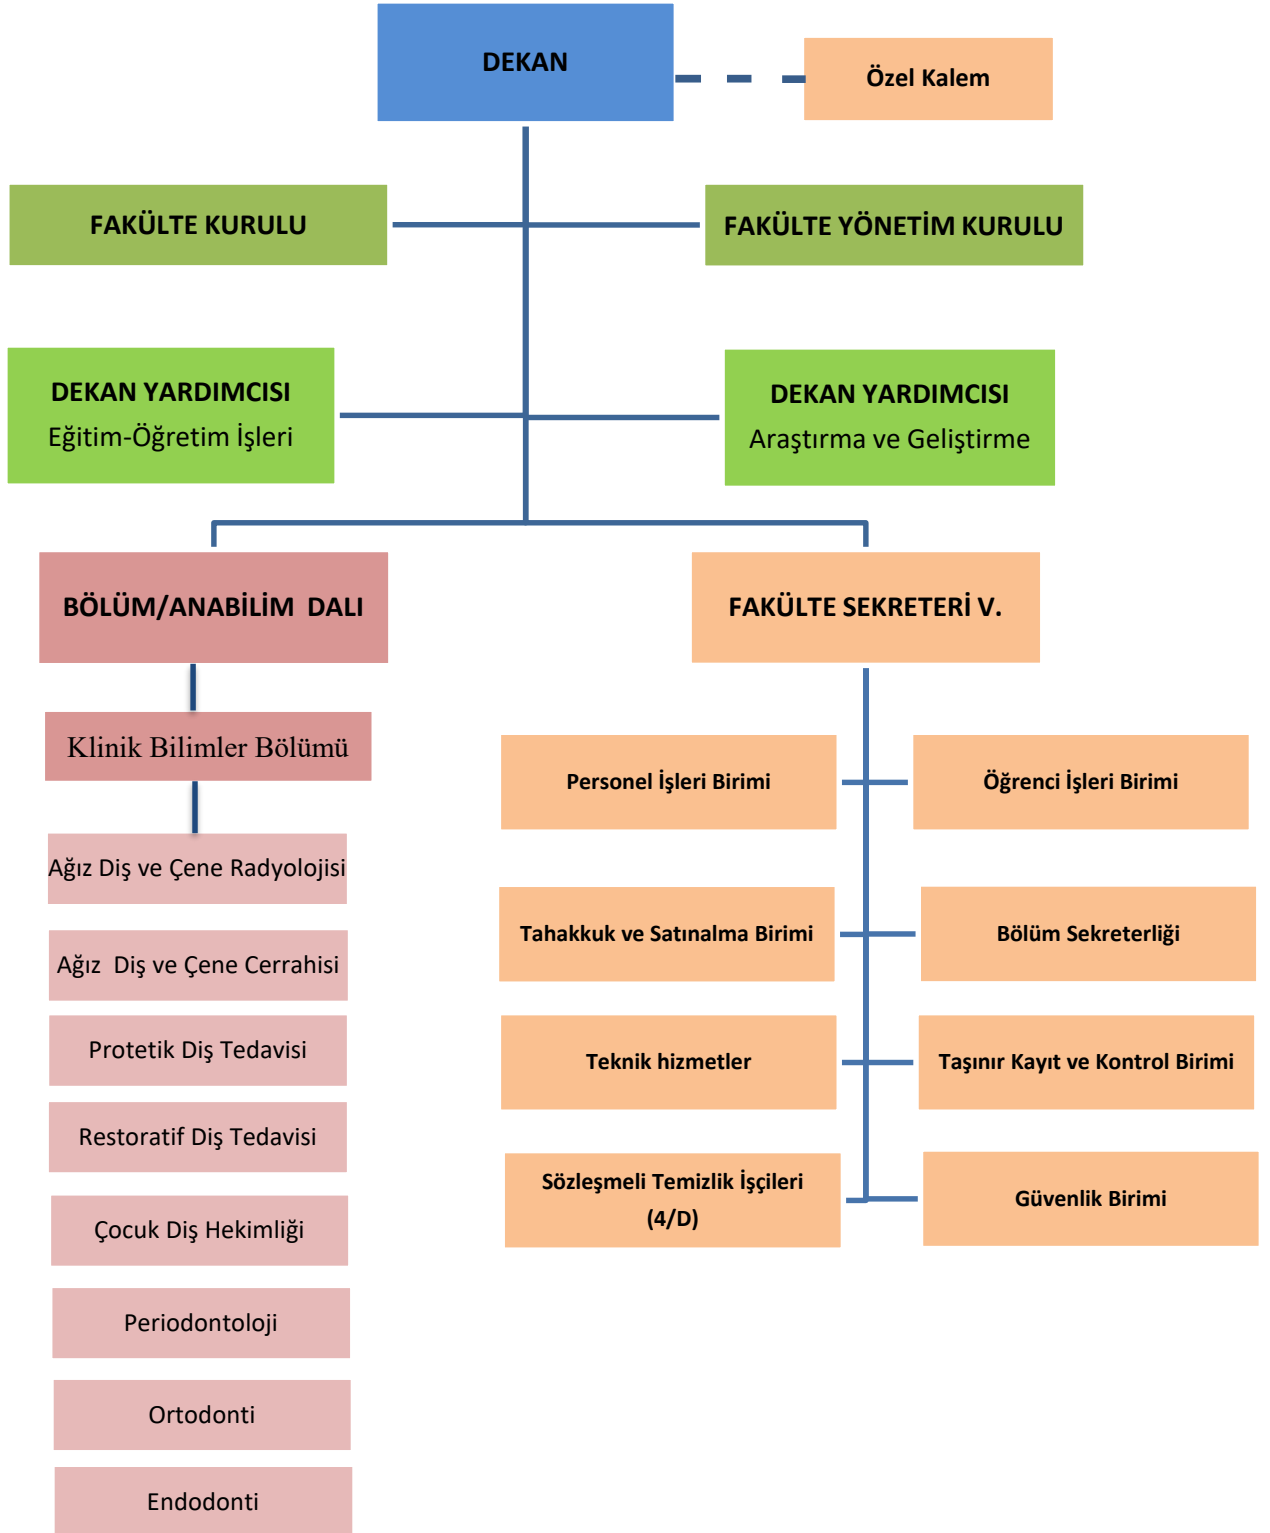 DEKAN
Özel Kalem
FAKÜLTE KURULU
FAKÜLTE YÖNETİM KURULU
DEKAN YARDIMCISI
Eğitim-Öğretim İşleri
DEKAN YARDIMCISI
Araştırma ve Geliştirme
BÖLÜM/ANABİLİM  DALI
FAKÜLTE SEKRETERİ V.
Klinik Bilimler Bölümü
Ağız Diş ve Çene Radyolojisi
Ağız  Diş ve Çene Cerrahisi
Protetik Diş Tedavisi
Restoratif Diş Tedavisi
Çocuk Diş Hekimliği
Periodontoloji
Ortodonti
Endodonti
Personel İşleri Birimi
Öğrenci İşleri Birimi
Tahakkuk ve Satınalma Birimi
Bölüm Sekreterliği
Teknik hizmetler
Taşınır Kayıt ve Kontrol Birimi
Sözleşmeli Temizlik İşçileri
(4/D)
Güvenlik Birimi